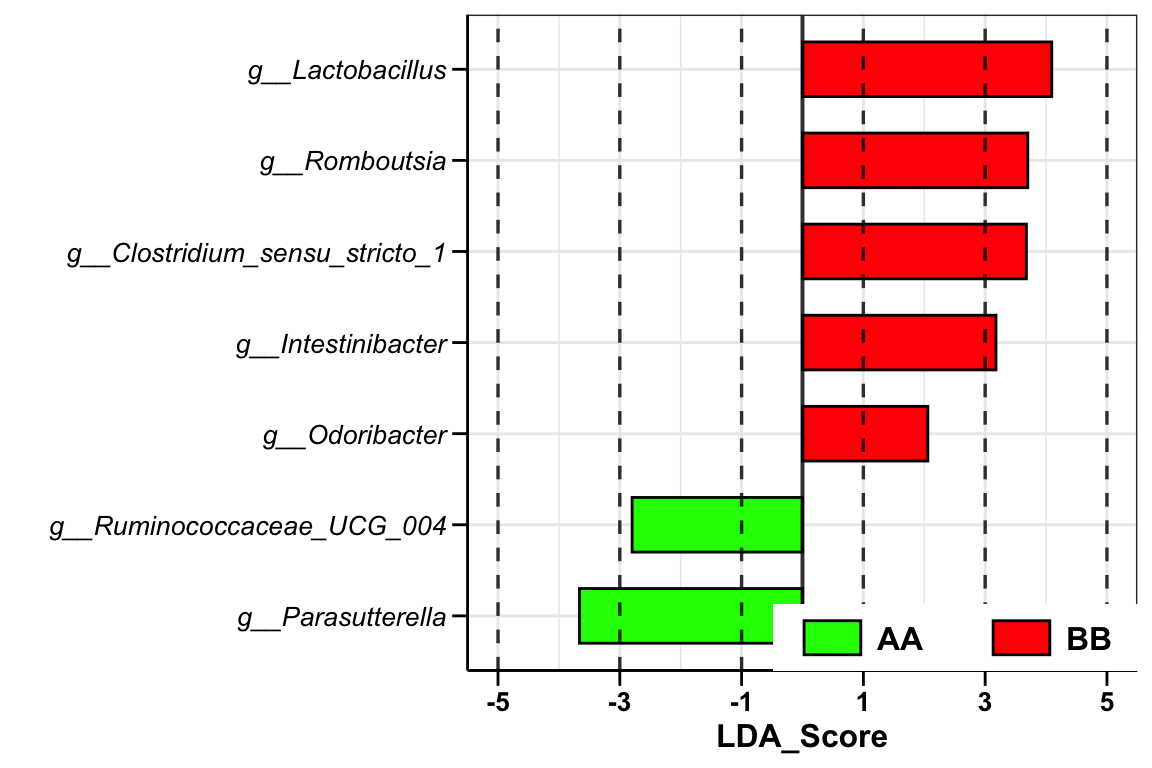 g__Lactobacillus
g__Romboutsia
g__Clostridium_sensu_stricto_1
g__Intestinibacter
g__Odoribacter
g__Ruminococcaceae_UCG_004
g__Parasutterella
AA BB
-5 -3 -1 1 3 5
LDA_Score